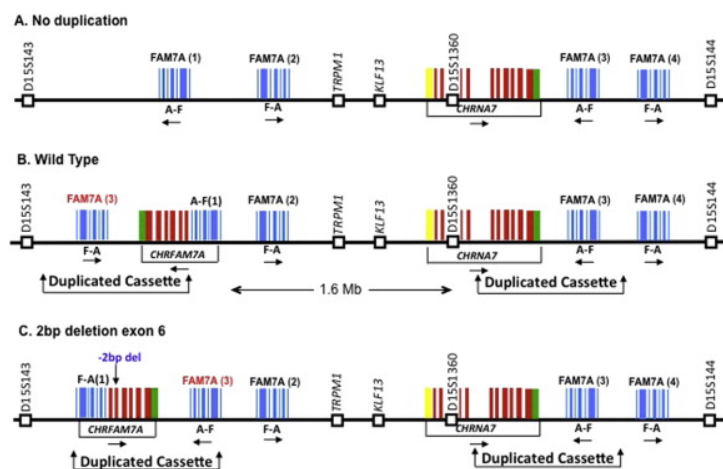 A. No duplication
D15S143
FAM7A (1)
FAM7A (2)
TRPM1
KLF13
D15S1360
FAM7A (3)
FAM7A (4)
D15S144
A-F
F-A
CHRNA7
A-F
F-A
B. Wild Type
D15S143
FAM7A (3)
A-F(1)
FAM7A (2)
TRPM1
KLF13
D15S1360
FAM7A (3)
FAM7A (4)
D15S144
F-A
CHRFAM7A
F-A
CHRNA7
A-F
F-A
Duplicated Cassette
1.6 Mb
Duplicated Cassette
C. 2bp deletion exon 6
D15S143
-2bp del
F-A(1)
FAM7A (3)
FAM7A (2)
TRPM1
KLF13
D15S1360
FAM7A (3)
FAM7A (4)
D15S144
CHRFAM7A
A-F
F-A
CHRNA7
A-F
F-A
Duplicated Cassette
Duplicated Cassette